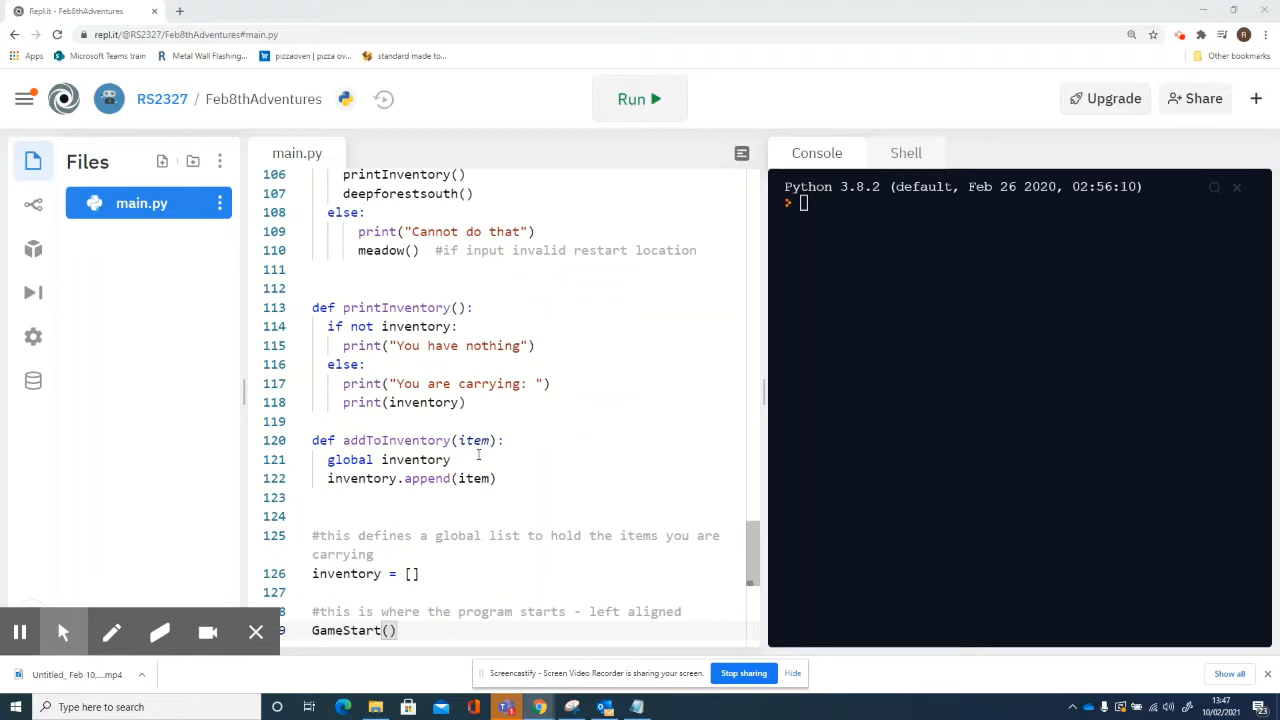 Repl.it - Feb8thAdventures
repl.it/@RS2327/Feb8thAdventures#main.py
R
Apps
Microsoft Teams train
Metal Wall Flashing...
pizzaoven | pizza ov...
standard made to...
Other bookmarks
RS2327 / Feb8thAdventures
Run
Upgrade
Share
Files
main.py
main.py
106 printInventory()
107 deepforestsouth()
108 else:
109 print("Cannot do that")
110 meadow() #if input invalid restart location
111
112
113 def printInventory():
114 if not inventory:
115 print("You have nothing")
116 else:
117 print("You are carrying: ")
118 print(inventory)
119
120 def addToInventory(item):
121 global inventory
122 inventory.append(item)
123
124
125 #this defines a global list to hold the items you are
carrying
126 inventory = []
127
8 #this is where the program starts - left aligned
9 GameStart()
Console
Shell
Python 3.8.2 (default, Feb 26 2020, 02:56:10)
>
Untitled_ Feb 10,....mp4
Screencastify - Screen Video Recorder is sharing your screen.
Stop sharing
Hide
Show all
Type here to search
13:47
10/02/2021
23